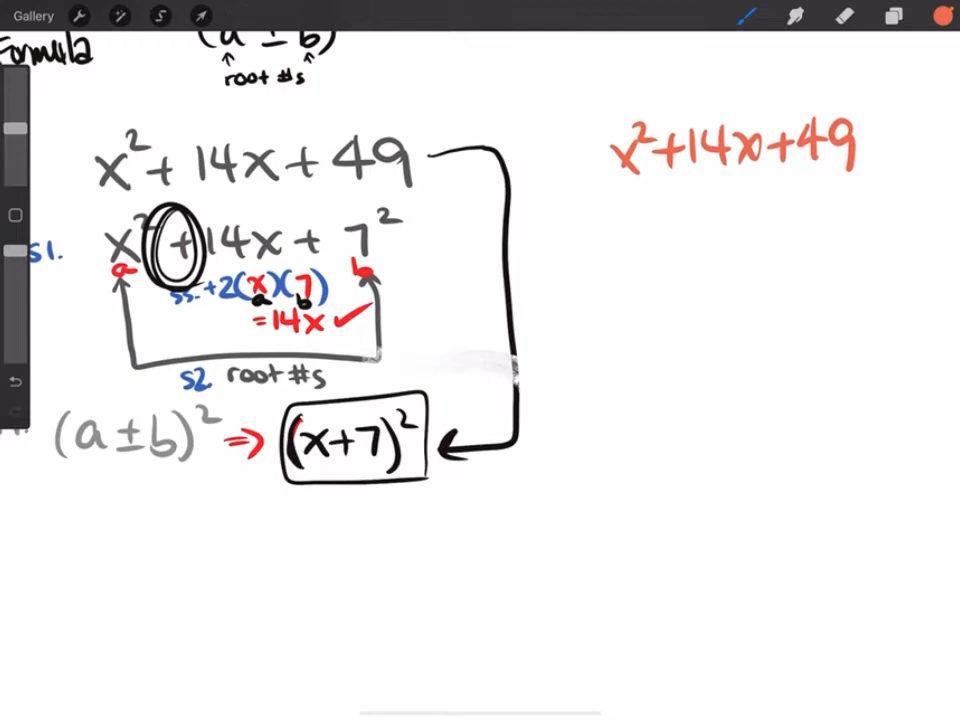 Gallery
Formula (a ± b)
root #s
x² + 14x + 49
x² + 14x + 7²
S1.
a b
S3. +2(x)(7)
a b
= 14x ✓
S2. root #s
(a ± b)² => (x+7)²
x²+14x+49